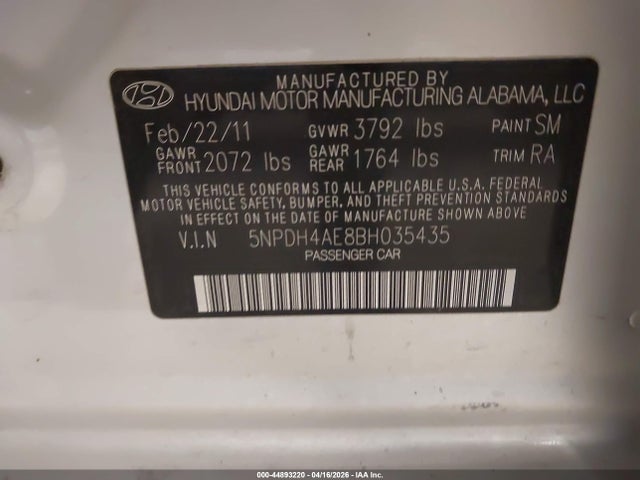 MANUFACTURED BY
HYUNDAI MOTOR MANUFACTURING ALABAMA, LLC
Feb/22/11 GVWR 3792 lbs PAINT SM
GAWR FRONT 2072 lbs GAWR REAR 1764 lbs TRIM RA
THIS VEHICLE CONFORMS TO ALL APPLICABLE U.S.A. FEDERAL
MOTOR VEHICLE SAFETY, BUMPER, AND THEFT PREVENTION STANDARDS
IN EFFECT ON THE DATE OF MANUFACTURE SHOWN ABOVE
V.I.N 5NPDH4AE8BH035435
PASSENGER CAR
000-44893220 - 04/16/2026 - IAA Inc.